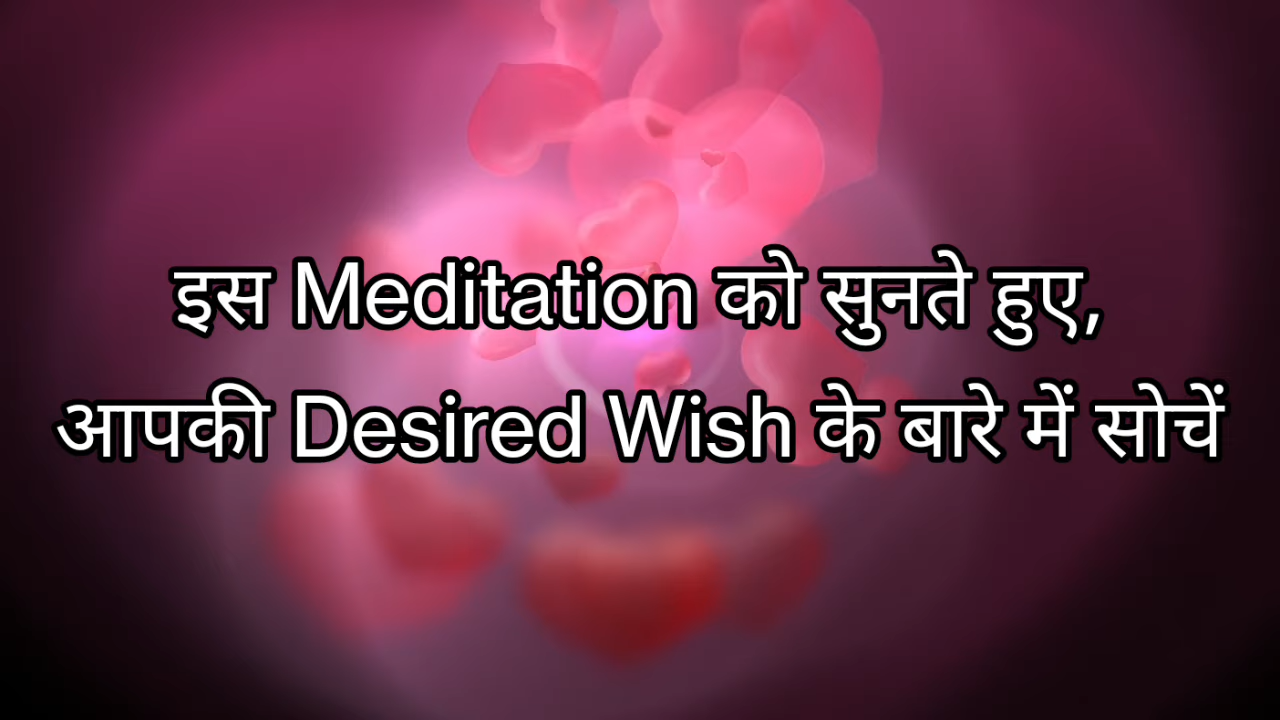 इस Meditation को सुनते हुए,
आपकी Desired Wish के बारे में सोचें